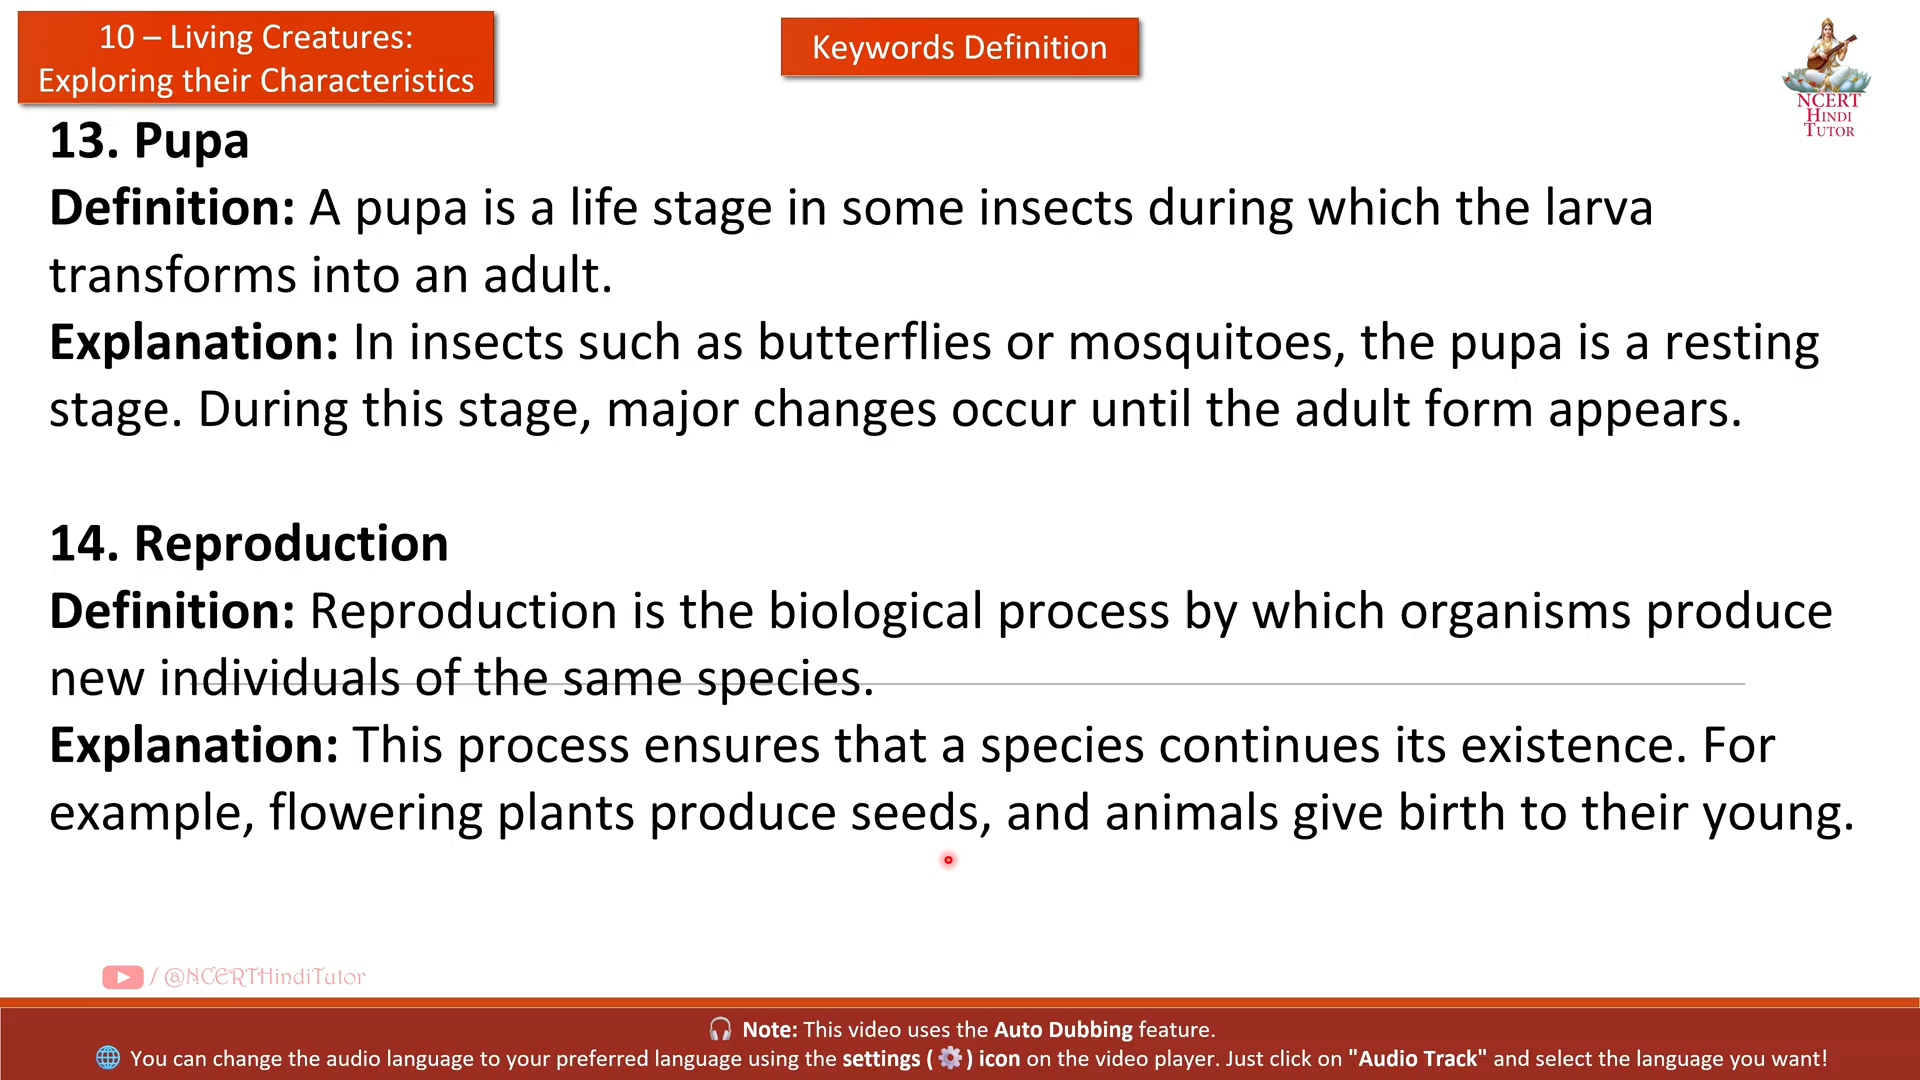 10 – Living Creatures:
Exploring their Characteristics
Keywords Definition
NCERT
HINDI
TUTOR
13. Pupa
Definition: A pupa is a life stage in some insects during which the larva
transforms into an adult.
Explanation: In insects such as butterflies or mosquitoes, the pupa is a resting
stage. During this stage, major changes occur until the adult form appears.
14. Reproduction
Definition: Reproduction is the biological process by which organisms produce
new individuals of the same species.
Explanation: This process ensures that a species continues its existence. For
example, flowering plants produce seeds, and animals give birth to their young.
/ @NCERTHindiTutor
Note: This video uses the Auto Dubbing feature.
You can change the audio language to your preferred language using the settings ( ⚙️ ) icon on the video player. Just click on "Audio Track" and select the language you want!